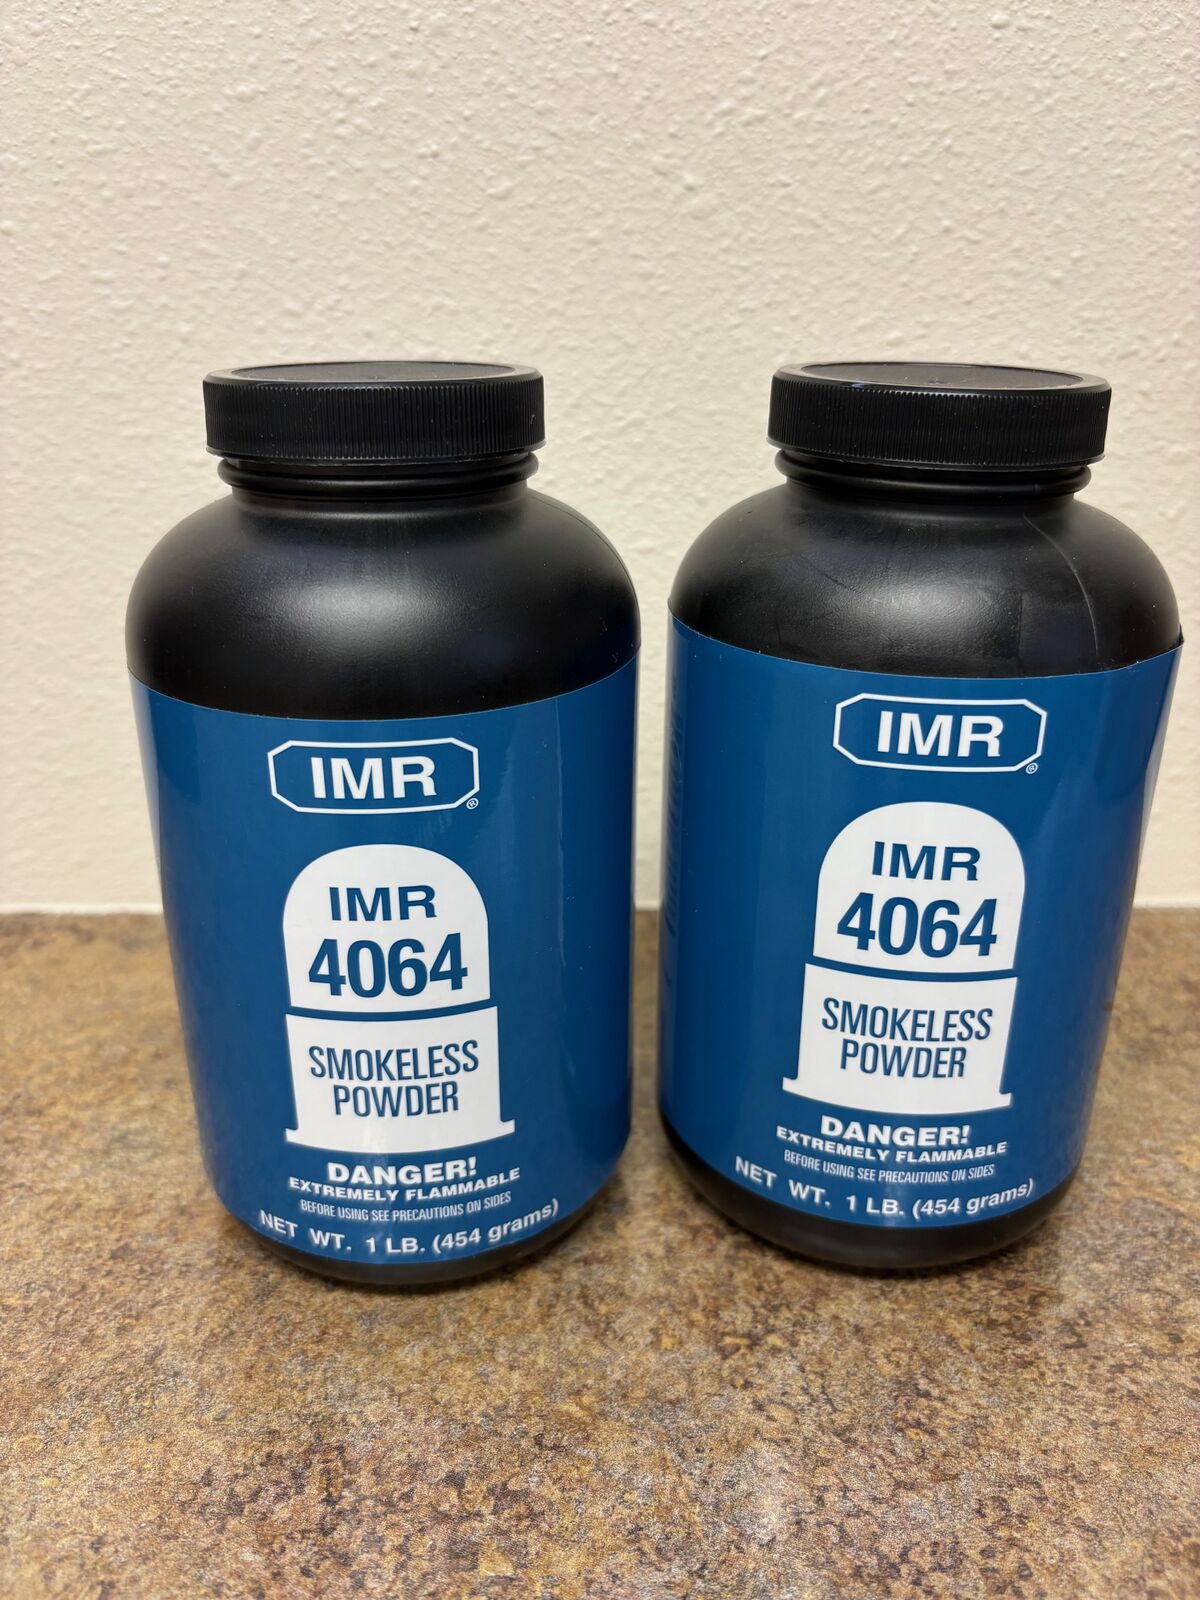 IMR
®
IMR
4064
SMOKELESS
POWDER
DANGER!
EXTREMELY FLAMMABLE
BEFORE USING SEE PRECAUTIONS ON SIDES
NET WT. 1 LB. (454 grams)
IMR
®
IMR
4064
SMOKELESS
POWDER
DANGER!
EXTREMELY FLAMMABLE
BEFORE USING SEE PRECAUTIONS ON SIDES
NET WT. 1 LB. (454 grams)